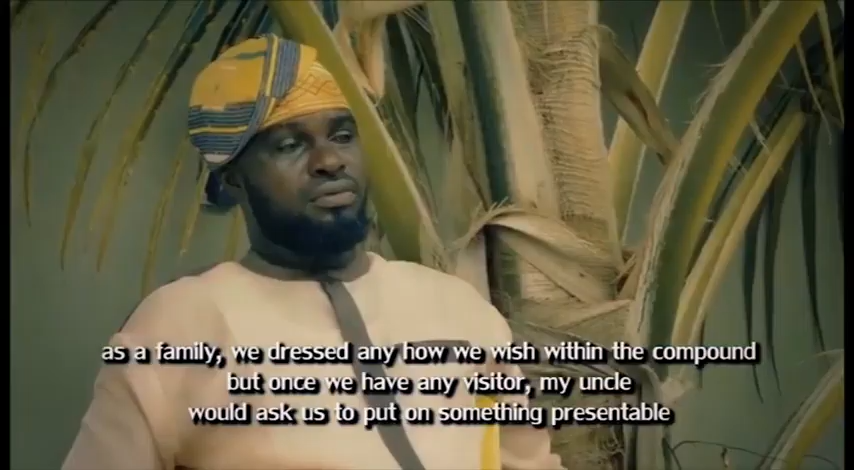 as a family, we dressed any how we wish within the compound
but once we have any visitor, my uncle
would ask us to put on something presentable